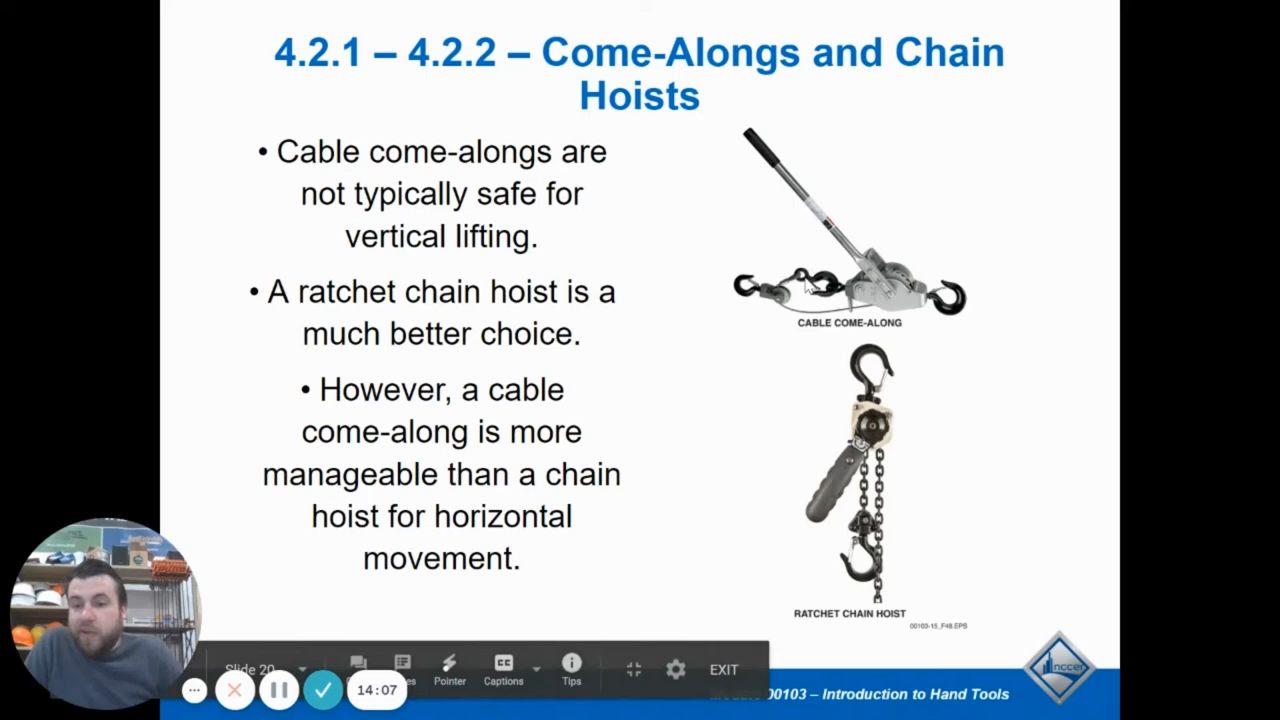 4.2.1 – 4.2.2 – Come-Alongs and Chain
Hoists
• Cable come-alongs are
not typically safe for
vertical lifting.
• A ratchet chain hoist is a
much better choice.
• However, a cable
come-along is more
manageable than a chain
hoist for horizontal
movement.
CABLE COME-ALONG
RATCHET CHAIN HOIST
00103-15_F48.EPS
nccer
Slide 20
Pointer
Captions
Tips
EXIT
14:07
00103 – Introduction to Hand Tools